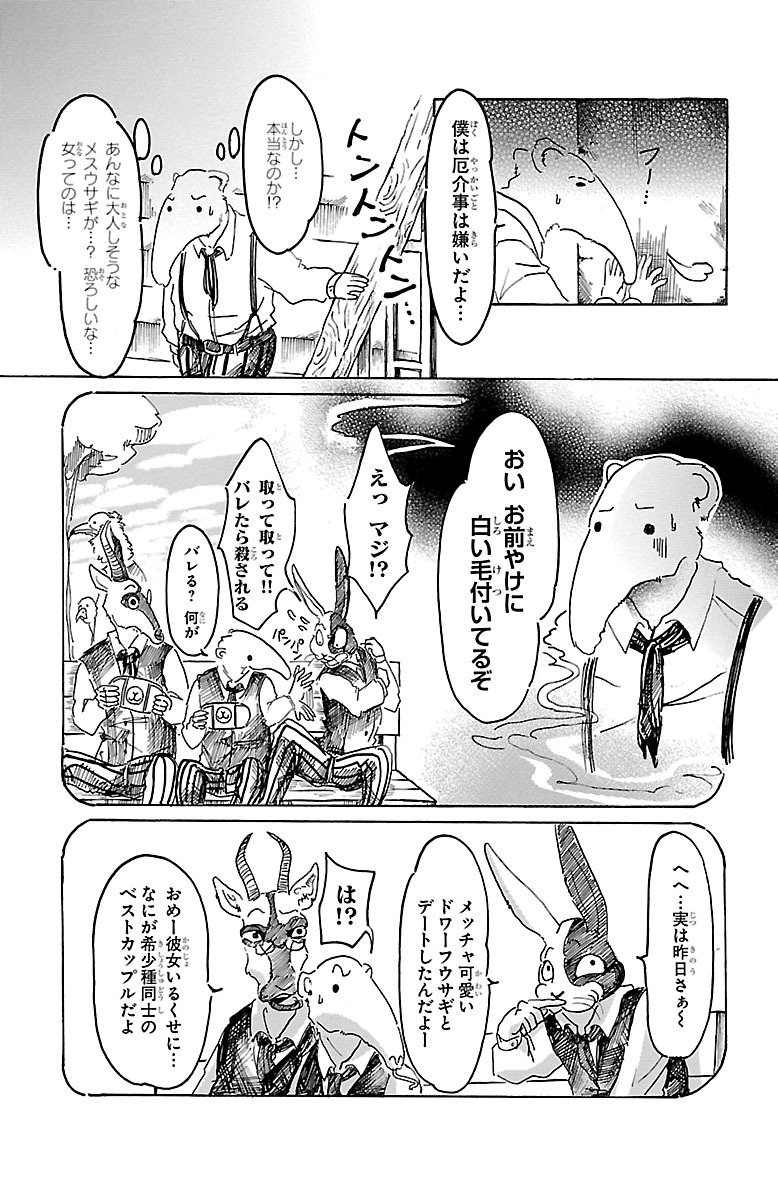 フー…
僕は厄介事は嫌いだよ…
トントントン…
しかし…
本当なのか!?
あんなに大人しそうな
メスウサギが…? 恐ろしいな…
女ってのは…
おい お前やけに
白い毛付いてるぞ
えっ マジ!?
パンパン
取って取って!!
バレたら殺される
バレる? 何が
へへ…実は昨日さぁ〜
メッチャ可愛い
ドワーフウサギと
デートしたんだよー
は!?
おめー彼女いるくせに…
なにが希少種同士の
ベストカップルだよ